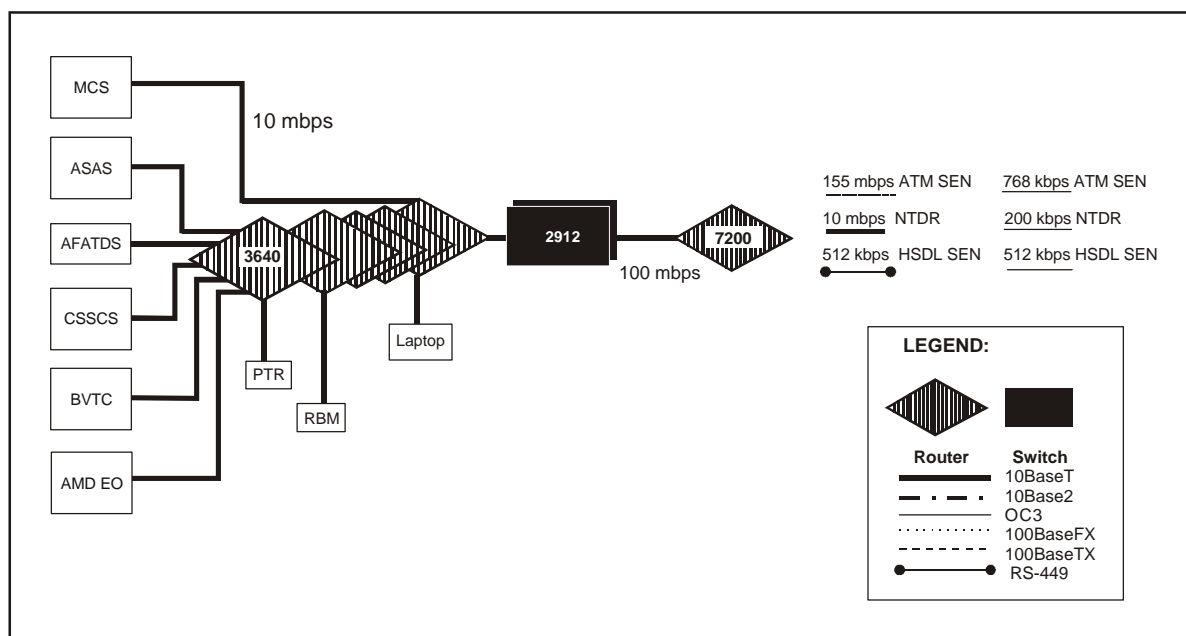 MCS
10 mbps
ASAS
AFATDS
CSSCS
BVTC
AMD EO
3640
PTR
RBM
Laptop
2912
100 mbps
7200
155 mbps ATM SEN
768 kbps ATM SEN
10 mbps NTDR
200 kbps NTDR
512 kbps HSDL SEN
512 kbps HSDL SEN
LEGEND:
Router
Switch
10BaseT
10Base2
OC3
100BaseFX
100BaseTX
RS-449